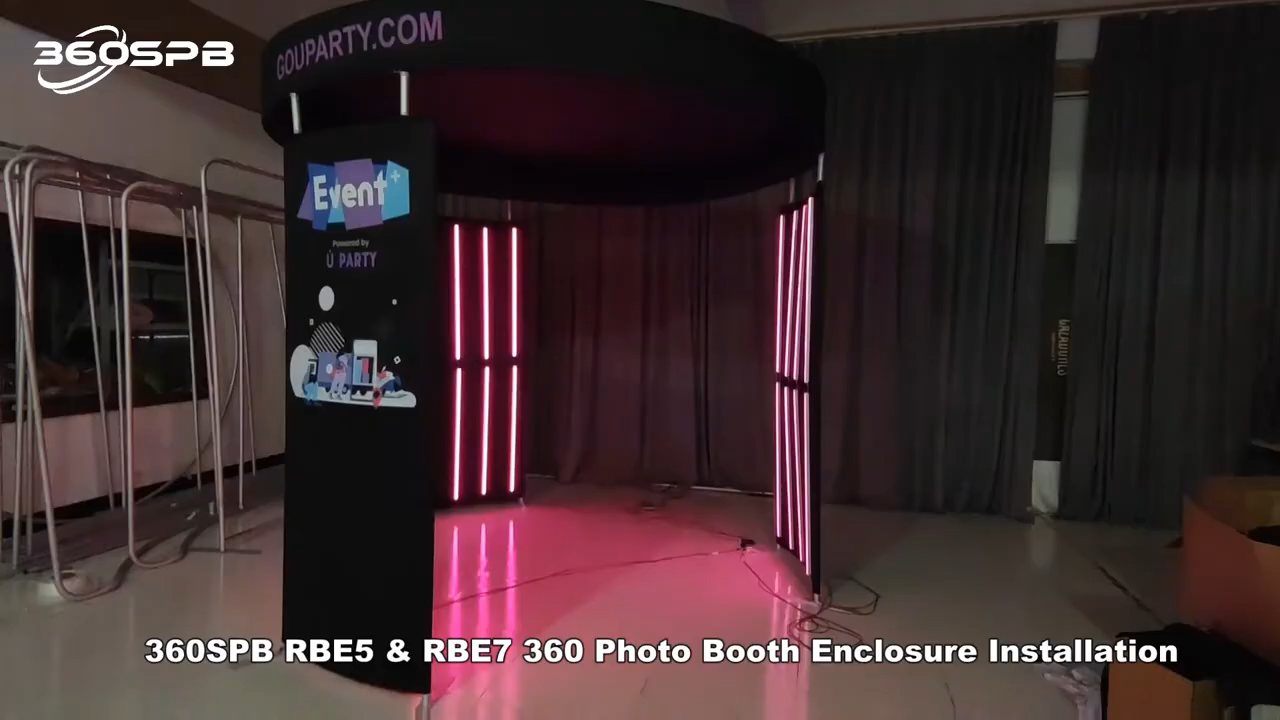 360SPB
GOUPARTY.COM
Event+
Powered by
Ü PARTY
360SPB RBE5 & RBE7 360 Photo Booth Enclosure Installation